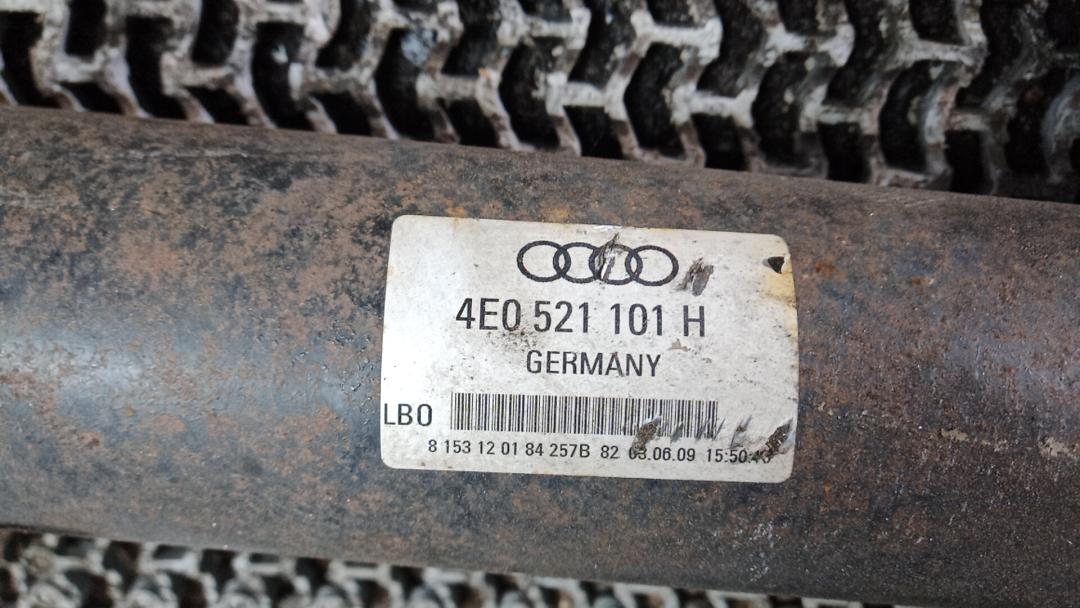 4E0 521 101 H
GERMANY
LBO
8 153 12 01 84 257B 82 03.06.09